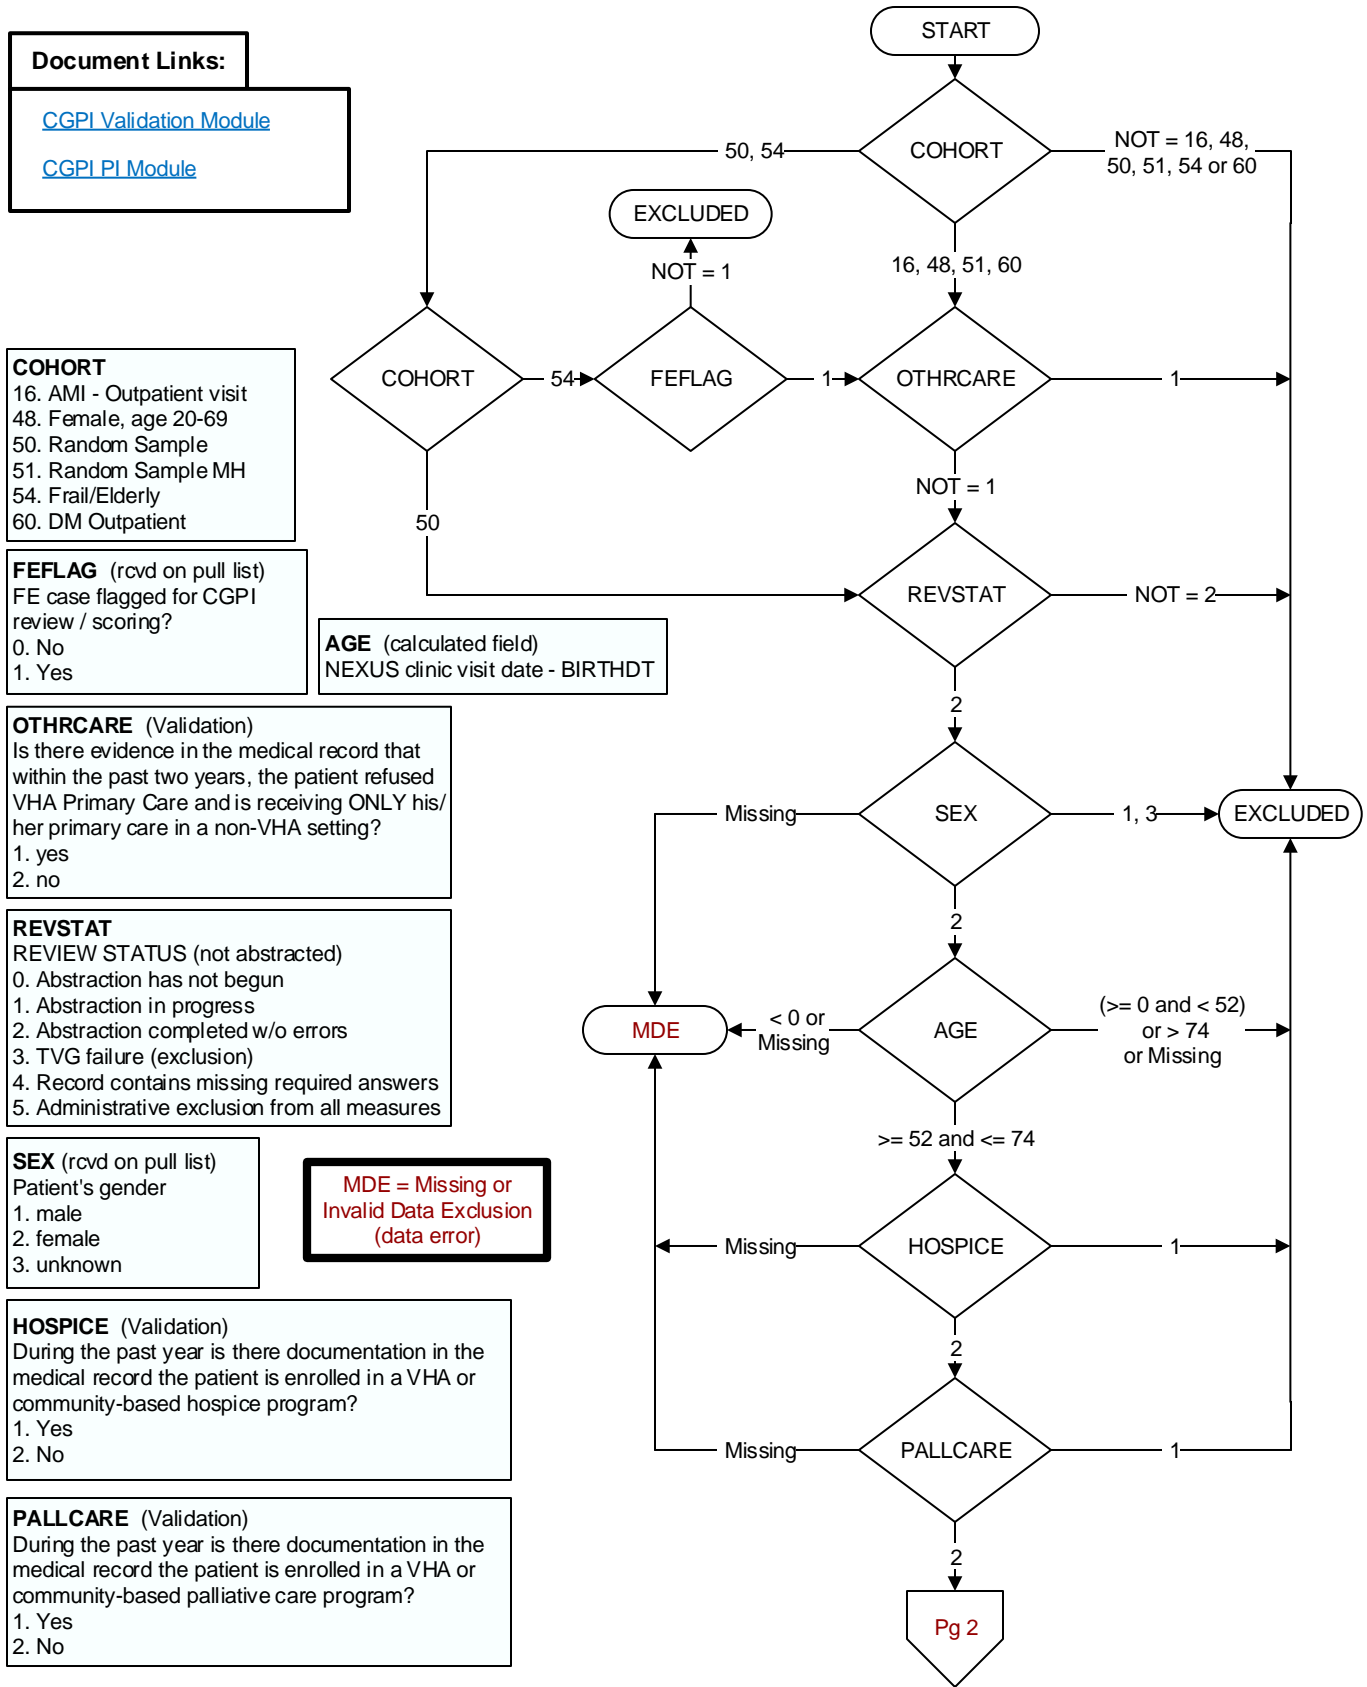 Document Links:
CGPI Validation Module
CGPI PI Module
START
COHORT
50, 54
NOT = 16, 48,
50, 51, 54 or 60
16, 48, 51, 60
EXCLUDED
NOT = 1
COHORT
54
FEFLAG
1
OTHRCARE
1
NOT = 1
50
REVSTAT
NOT = 2
2
SEX
Missing
1, 3
EXCLUDED
2
AGE
MDE
< 0 or
Missing
(>= 0 and < 52)
or > 74
or Missing
>= 52 and <= 74
HOSPICE
Missing
1
2
PALLCARE
Missing
1
2
Pg 2
COHORT
16. AMI - Outpatient visit
48. Female, age 20-69
50. Random Sample
51. Random Sample MH
54. Frail/Elderly
60. DM Outpatient
FEFLAG (rcvd on pull list)
FE case flagged for CGPI
review / scoring?
0. No
1. Yes
AGE (calculated field)
NEXUS clinic visit date - BIRTHDT
OTHRCARE (Validation)
Is there evidence in the medical record that
within the past two years, the patient refused
VHA Primary Care and is receiving ONLY his/
her primary care in a non-VHA setting?
1. yes
2. no
REVSTAT
REVIEW STATUS (not abstracted)
0. Abstraction has not begun
1. Abstraction in progress
2. Abstraction completed w/o errors
3. TVG failure (exclusion)
4. Record contains missing required answers
5. Administrative exclusion from all measures
SEX (rcvd on pull list)
Patient's gender
1. male
2. female
3. unknown
MDE = Missing or
Invalid Data Exclusion
(data error)
HOSPICE (Validation)
During the past year is there documentation in the
medical record the patient is enrolled in a VHA or
community-based hospice program?
1. Yes
2. No
PALLCARE (Validation)
During the past year is there documentation in the
medical record the patient is enrolled in a VHA or
community-based palliative care program?
1. Yes
2. No